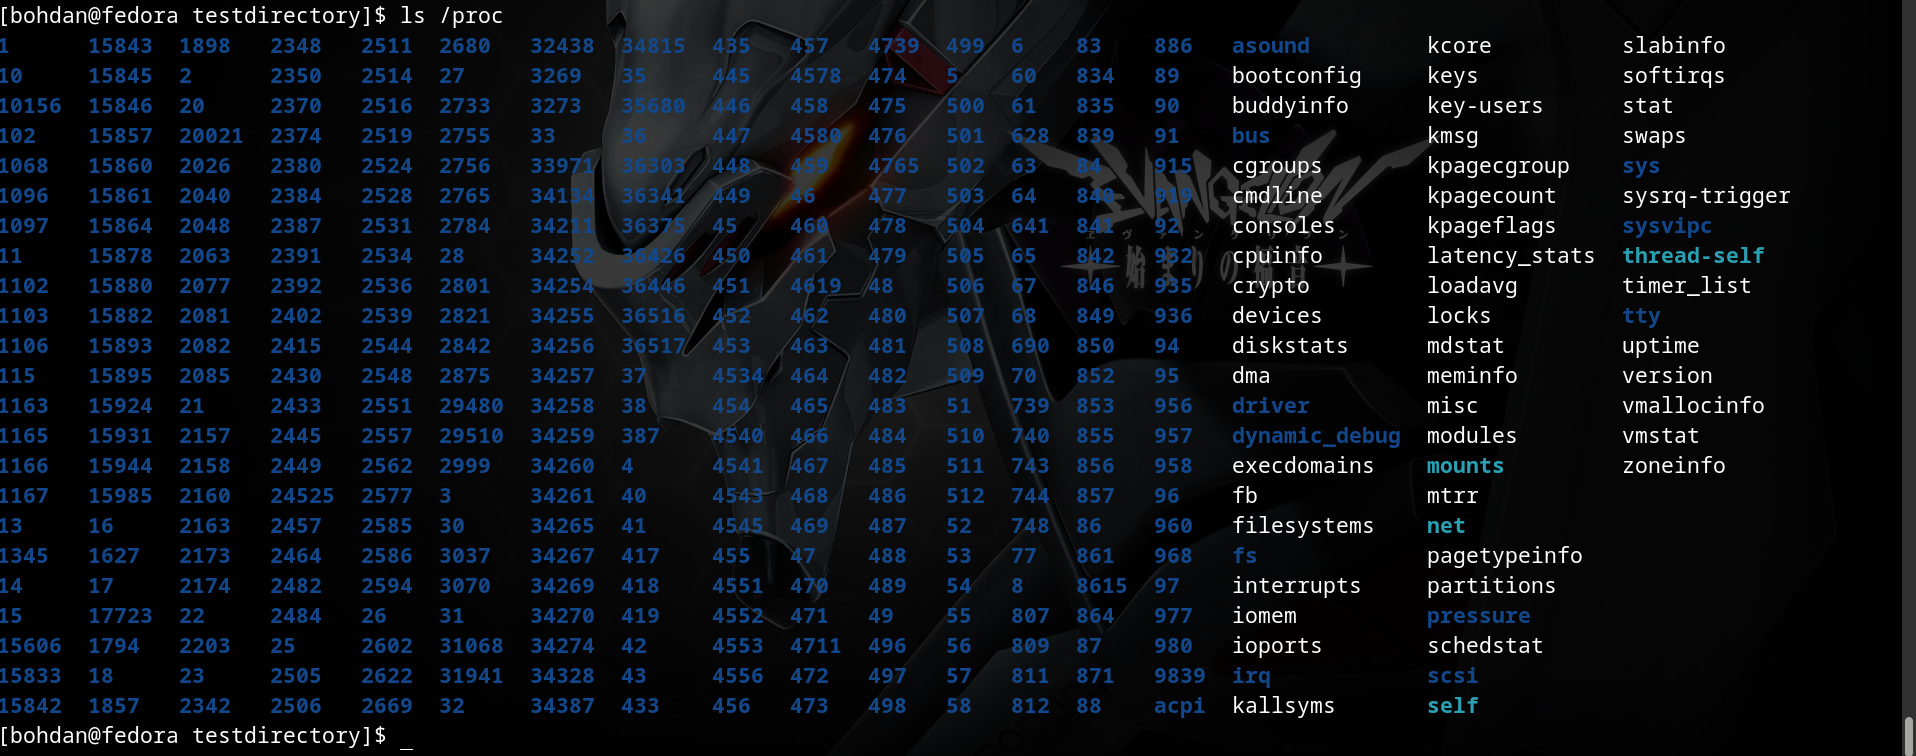 [bohdan@fedora testdirectory]$ ls /proc
1 15843 1898 2348 2511 2680 32438 34815 435 457 4739 499 6 83 886 asound kcore slabinfo
10 15845 2 2350 2514 27 3269 35 445 4578 474 5 60 834 89 bootconfig keys softirqs
10156 15846 20 2370 2516 2733 3273 35680 446 458 475 500 61 835 90 buddyinfo key-users stat
102 15857 20021 2374 2519 2755 33 36 447 4580 476 501 628 839 91 bus kmsg swaps
1068 15860 2026 2380 2524 2756 33971 36303 448 459 4765 502 63 84 915 cgroups kpagecgroup sys
1096 15861 2040 2384 2528 2765 34134 36341 449 46 477 503 64 840 919 cmdline kpagecount sysrq-trigger
1097 15864 2048 2387 2531 2784 34211 36375 45 460 478 504 641 841 92 consoles kpageflags sysvipc
11 15878 2063 2391 2534 28 34252 36426 450 461 479 505 65 842 932 cpuinfo latency_stats thread-self
1102 15880 2077 2392 2536 2801 34254 36446 451 4619 48 506 67 846 935 crypto loadavg timer_list
1103 15882 2081 2402 2539 2821 34255 36516 452 462 480 507 68 849 936 devices locks tty
1106 15893 2082 2415 2544 2842 34256 36517 453 463 481 508 690 850 94 diskstats mdstat uptime
115 15895 2085 2430 2548 2875 34257 37 4534 464 482 509 70 852 95 dma meminfo version
1163 15924 21 2433 2551 29480 34258 38 454 465 483 51 739 853 956 driver misc vmallocinfo
1165 15931 2157 2445 2557 29510 34259 387 4540 466 484 510 740 855 957 dynamic_debug modules vmstat
1166 15944 2158 2449 2562 2999 34260 4 4541 467 485 511 743 856 958 execdomains mounts zoneinfo
1167 15985 2160 24525 2577 3 34261 40 4543 468 486 512 744 857 96 fb mtrr
13 16 2163 2457 2585 30 34265 41 4545 469 487 52 748 86 960 filesystems net
1345 1627 2173 2464 2586 3037 34267 417 455 47 488 53 77 861 968 fs pagetypeinfo
14 17 2174 2482 2594 3070 34269 418 4551 470 489 54 8 8615 97 interrupts partitions
15 17723 22 2484 26 31 34270 419 4552 471 49 55 807 864 977 iomem pressure
15606 1794 2203 25 2602 31068 34274 42 4553 4711 496 56 809 87 980 ioports schedstat
15833 18 23 2505 2622 31941 34328 43 4556 472 497 57 811 871 9839 irq scsi
15842 1857 2342 2506 2669 32 34387 433 456 473 498 58 812 88 acpi kallsyms self
[bohdan@fedora testdirectory]$ _
EVANGELION